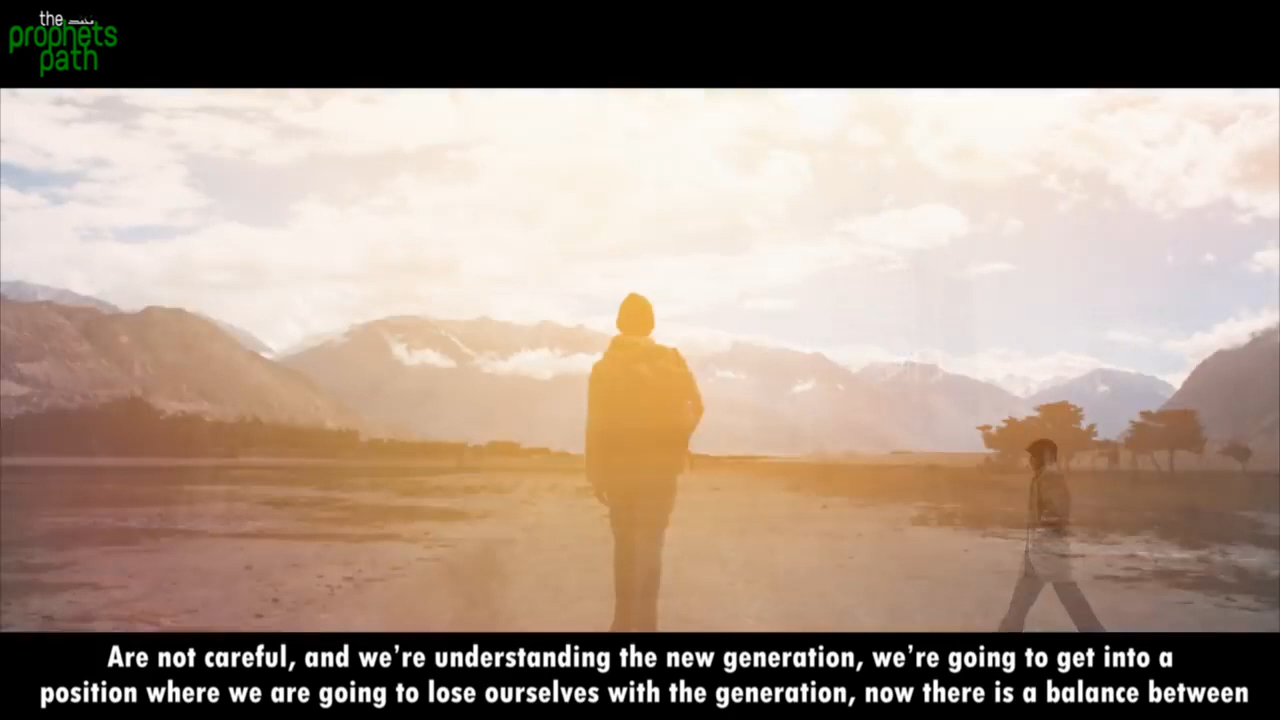 the محمد
prophets
path
Are not careful, and we're understanding the new generation, we're going to get into a
position where we are going to lose ourselves with the generation, now there is a balance between